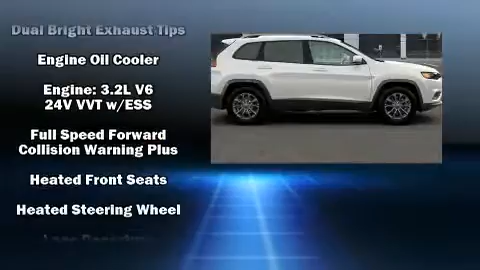 Dual Bright Exhaust Tips
Engine Oil Cooler
Engine: 3.2L V6
24V VVT w/ESS
Full Speed Forward
Collision Warning Plus
Heated Front Seats
Heated Steering Wheel